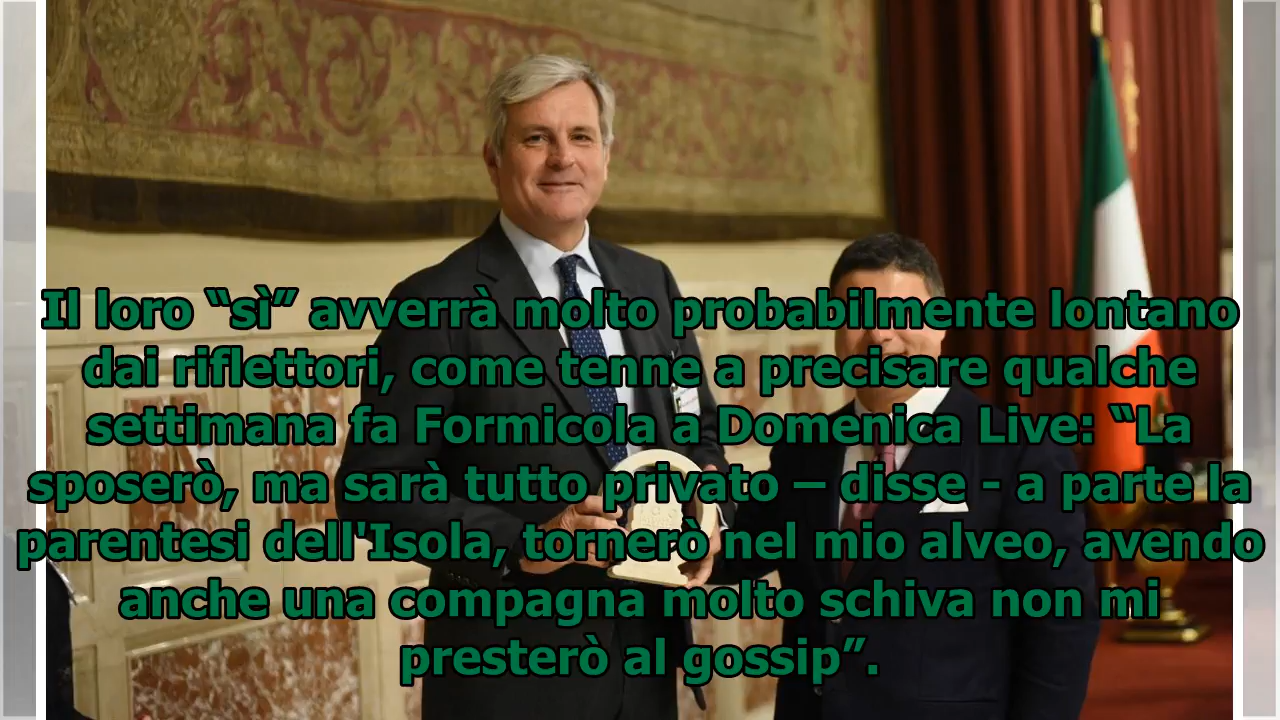 Il loro “sì” avverrà molto probabilmente lontano
dai riflettori, come tenne a precisare qualche
settimana fa Formicola a Domenica Live: “La
sposerò, ma sarà tutto privato – disse - a parte la
parentesi dell'Isola, tornerò nel mio alveo, avendo
anche una compagna molto schiva non mi
presterò al gossip”.